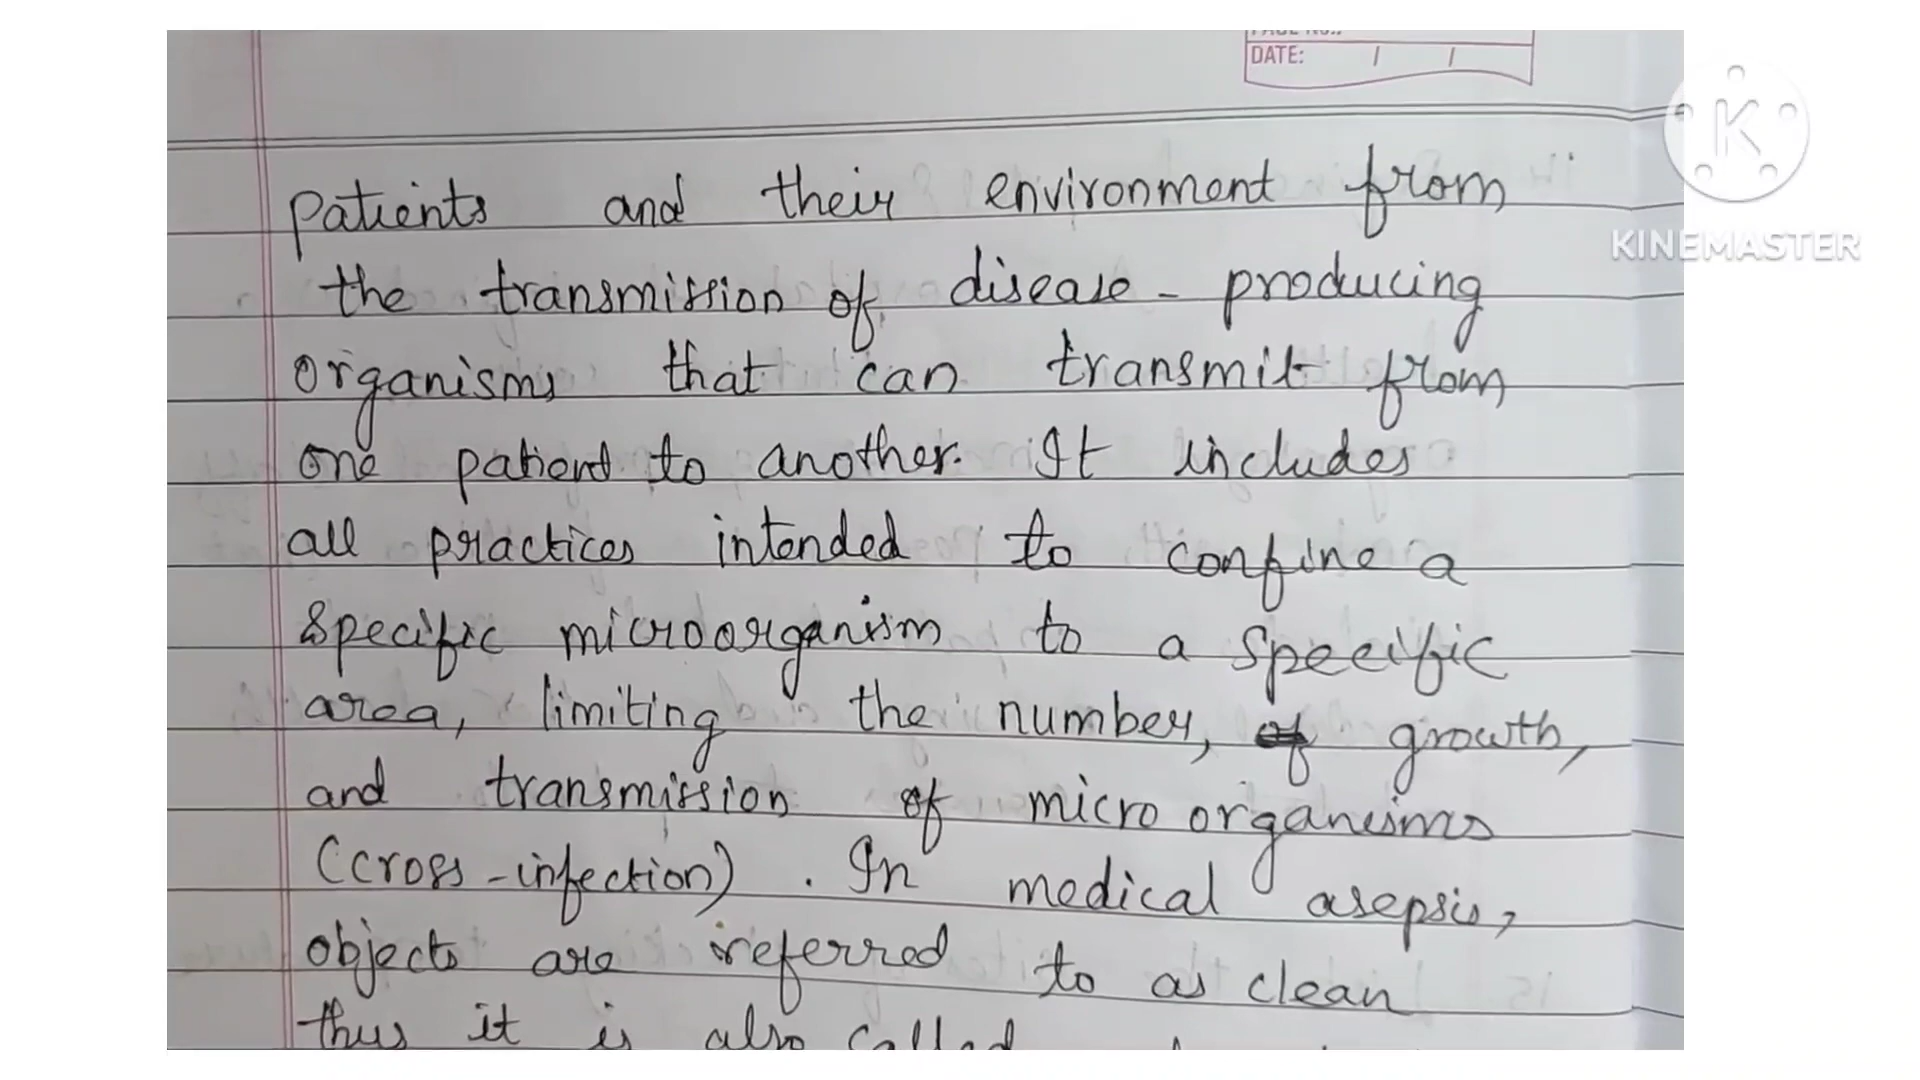 PAGE NO.:
DATE: / /
patients and their environment from
the transmission of disease - producing
organisms that can transmit from
one patient to another. It includes
all practices intended to confine a
specific microorganism to a specific
area, limiting the number, of growth,
and transmission of micro organisms
(cross-infection). In medical asepsis,
objects are referred to as clean
thus it is also called
KINEMASTER